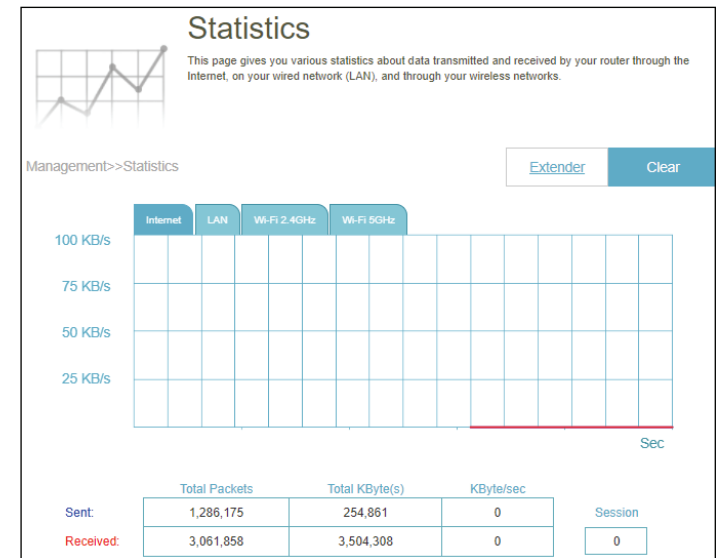 Statistics
This page gives you various statistics about data transmitted and received by your router through the
Internet, on your wired network (LAN), and through your wireless networks.
Management>>Statistics
Extender Clear
Internet LAN Wi-Fi 2.4GHz Wi-Fi 5GHz
100 KB/s
75 KB/s
50 KB/s
25 KB/s
Sec
Total Packets Total KByte(s) KByte/sec
Sent: 1,286,175 254,861 0 Session
Received: 3,061,858 3,504,308 0 0